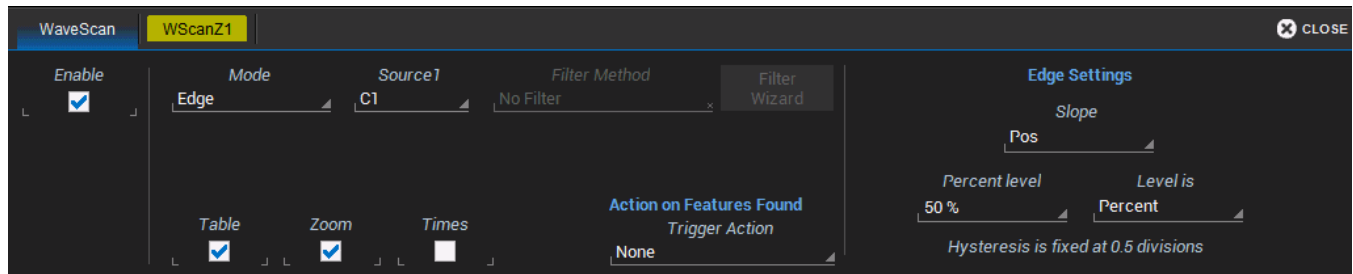 WaveScan WScanZ1 CLOSE
Enable Mode Source1 Filter Method Filter Wizard Edge Settings
Edge C1 No Filter
Slope
Pos
Percent level Level is
50 % Percent
Action on Features Found
Table Zoom Times Trigger Action
None
Hysteresis is fixed at 0.5 divisions